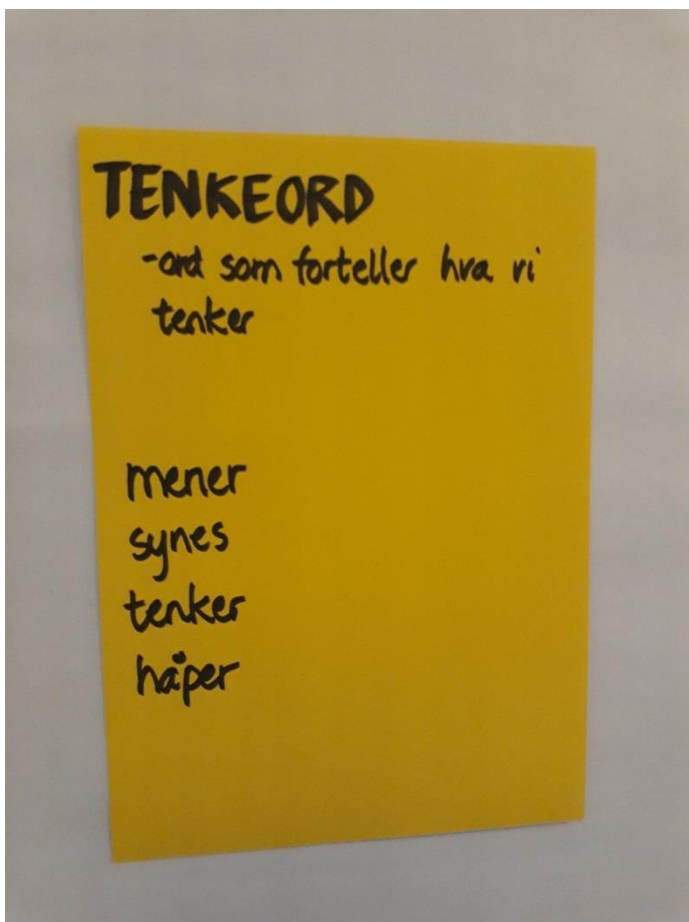 TENKEORD
-ord som forteller hva vi
tenker
mener
synes
tenker
håper